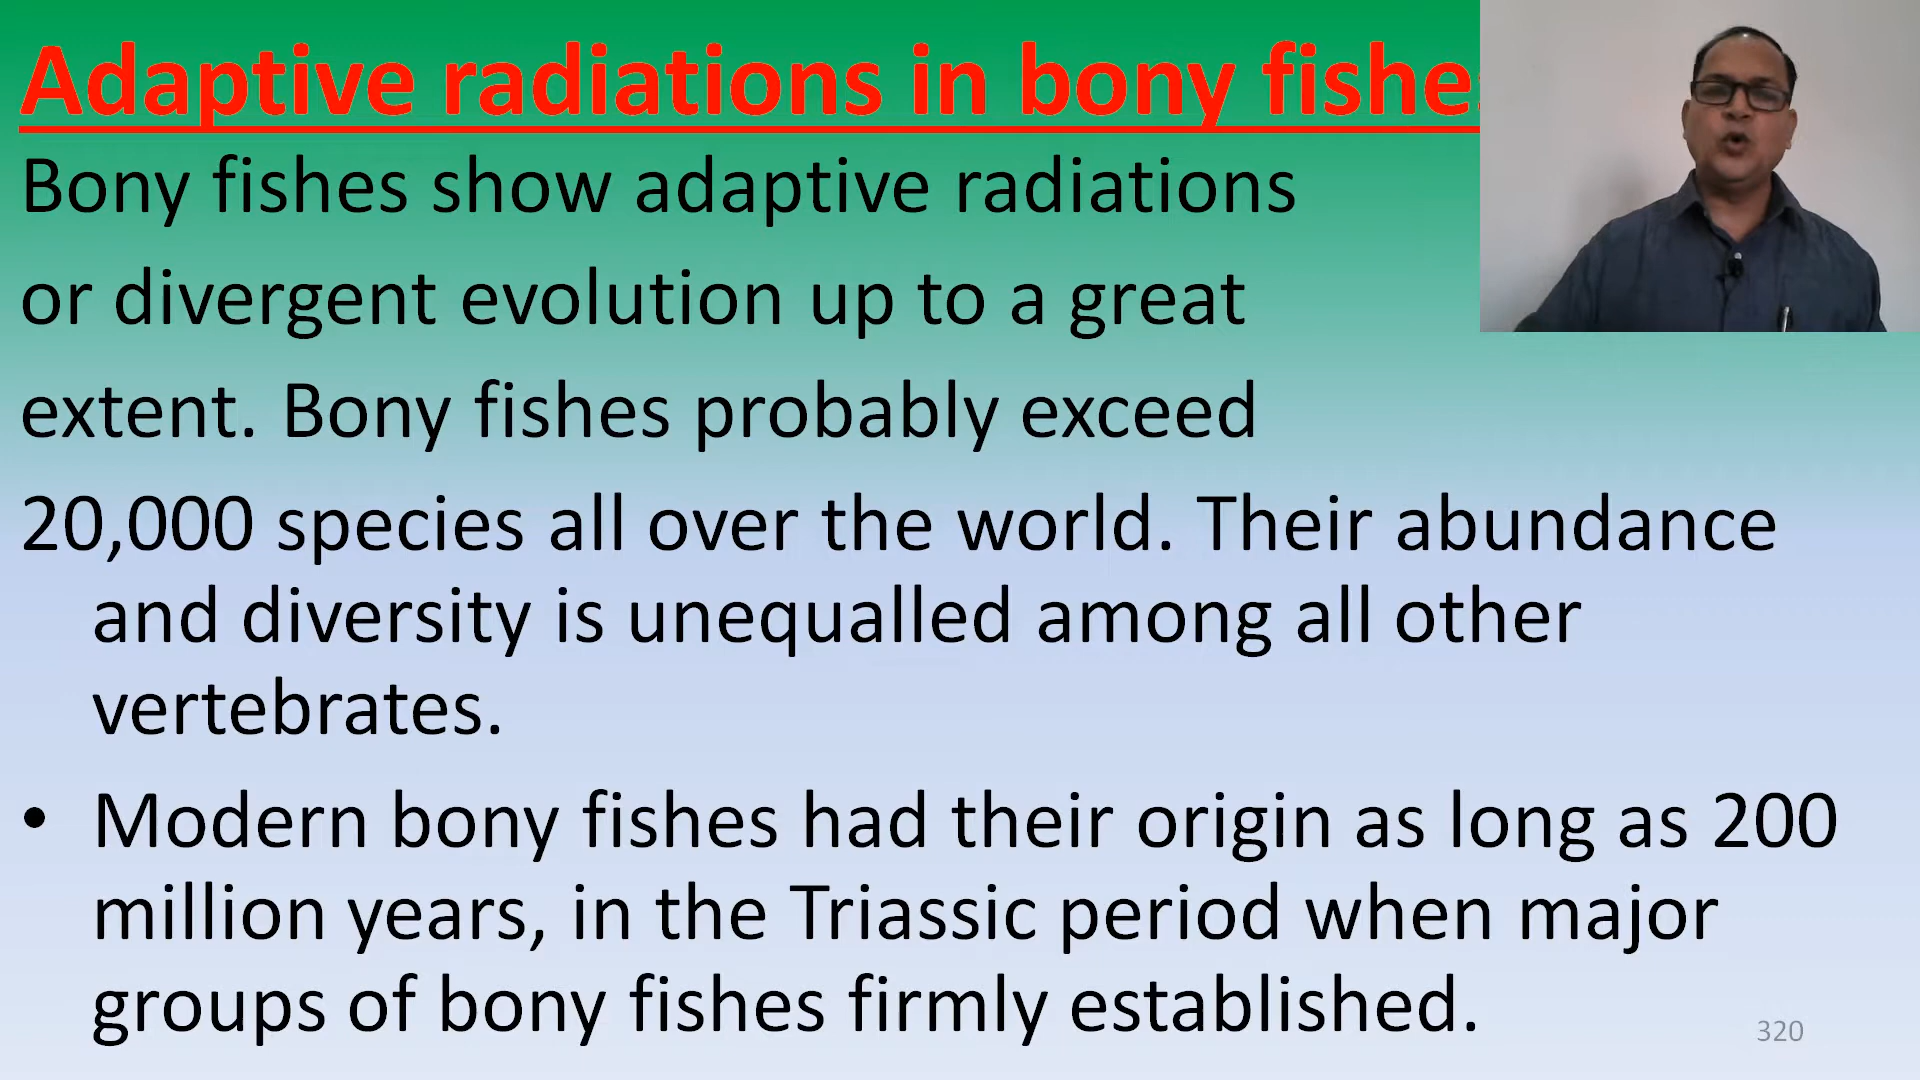 Adaptive radiations in bony fishes
Bony fishes show adaptive radiations
or divergent evolution up to a great
extent. Bony fishes probably exceed
20,000 species all over the world. Their abundance
and diversity is unequalled among all other
vertebrates.
• Modern bony fishes had their origin as long as 200
million years, in the Triassic period when major
groups of bony fishes firmly established.
320